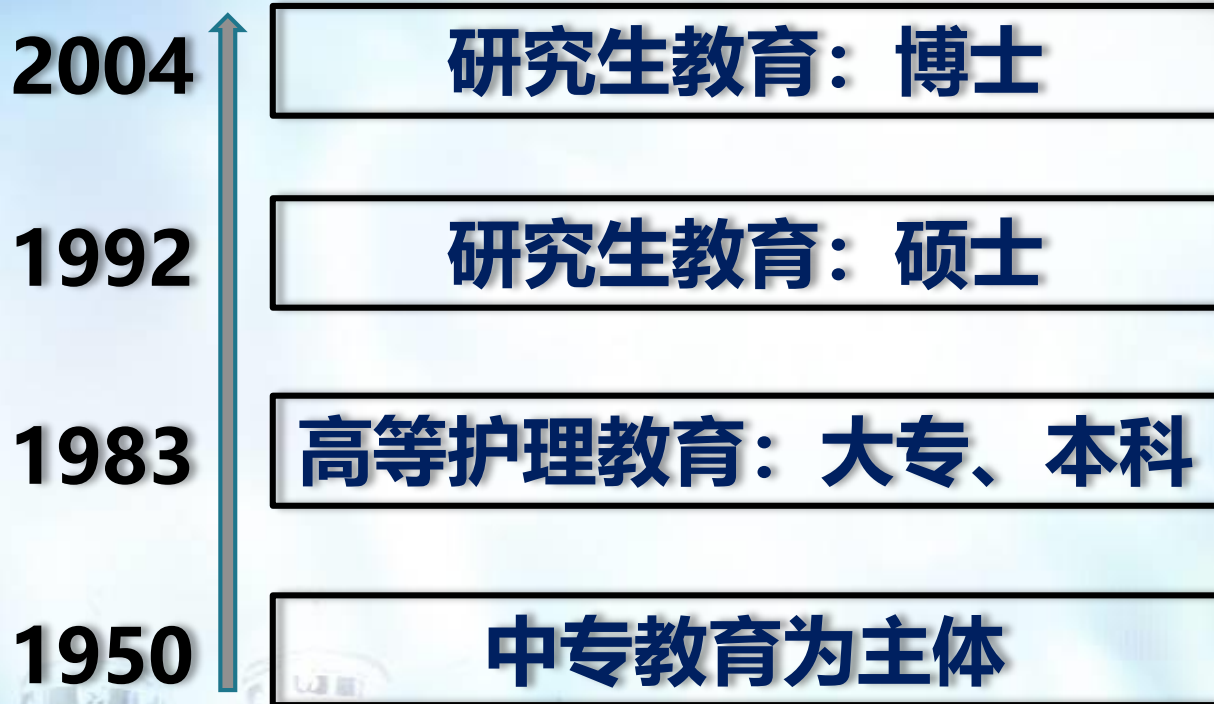 2004 研究生教育：博士
1992 研究生教育：硕士
1983 高等护理教育：大专、本科
1950 中专教育为主体